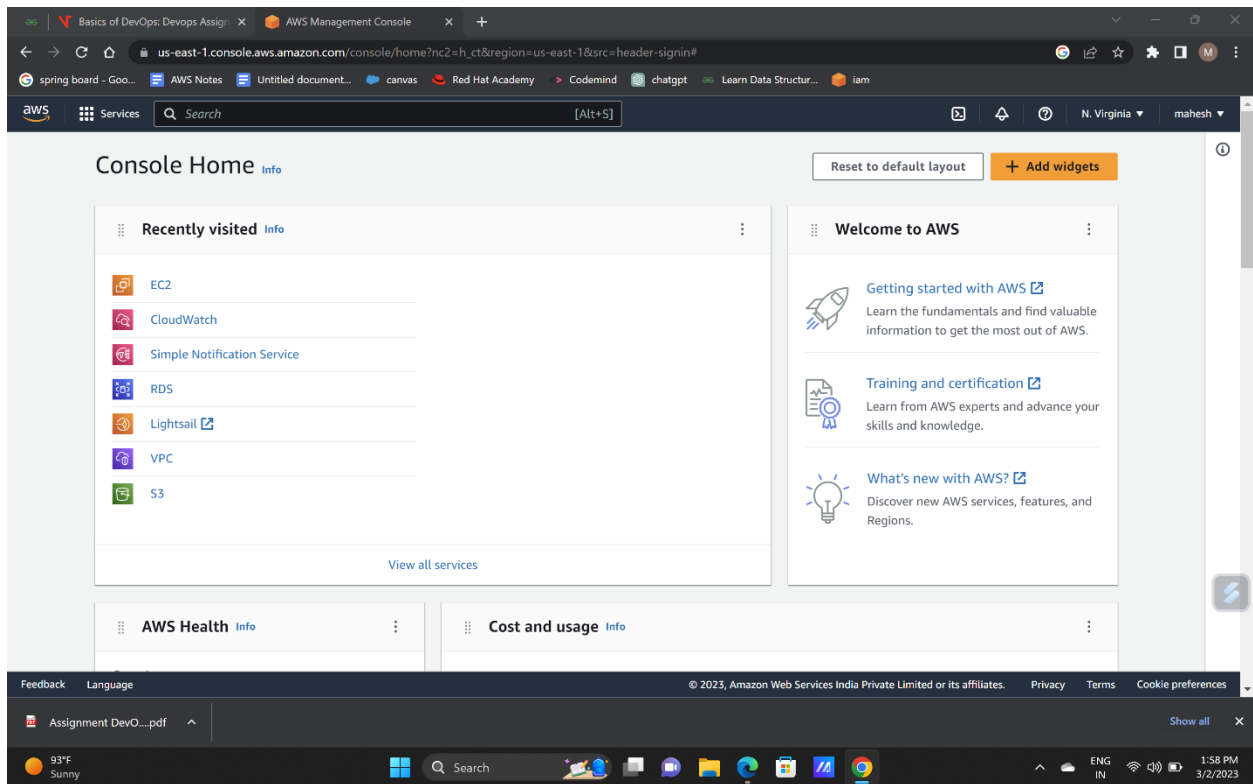 Basics of DevOps: Devops Assign
AWS Management Console
us-east-1.console.aws.amazon.com/console/home?nc2=h_ct&region=us-east-1&src=header-signin#
M
spring board - Goo...
AWS Notes
Untitled document...
canvas
Red Hat Academy
Codemind
chatgpt
Learn Data Structur...
iam
aws
Services
Search
[Alt+S]
N. Virginia
mahesh
Console Home Info
Reset to default layout
+ Add widgets
Recently visited Info
EC2
CloudWatch
Simple Notification Service
RDS
Lightsail
VPC
S3
View all services
Welcome to AWS
Getting started with AWS
Learn the fundamentals and find valuable
information to get the most out of AWS.
Training and certification
Learn from AWS experts and advance your
skills and knowledge.
What's new with AWS?
Discover new AWS services, features, and
Regions.
AWS Health Info
Cost and usage Info
Feedback
Language
© 2023, Amazon Web Services India Private Limited or its affiliates.
Privacy
Terms
Cookie preferences
Assignment DevO....pdf
Show all
93°F
Sunny
Search
ENG
IN
1:58 PM
3/2/2023